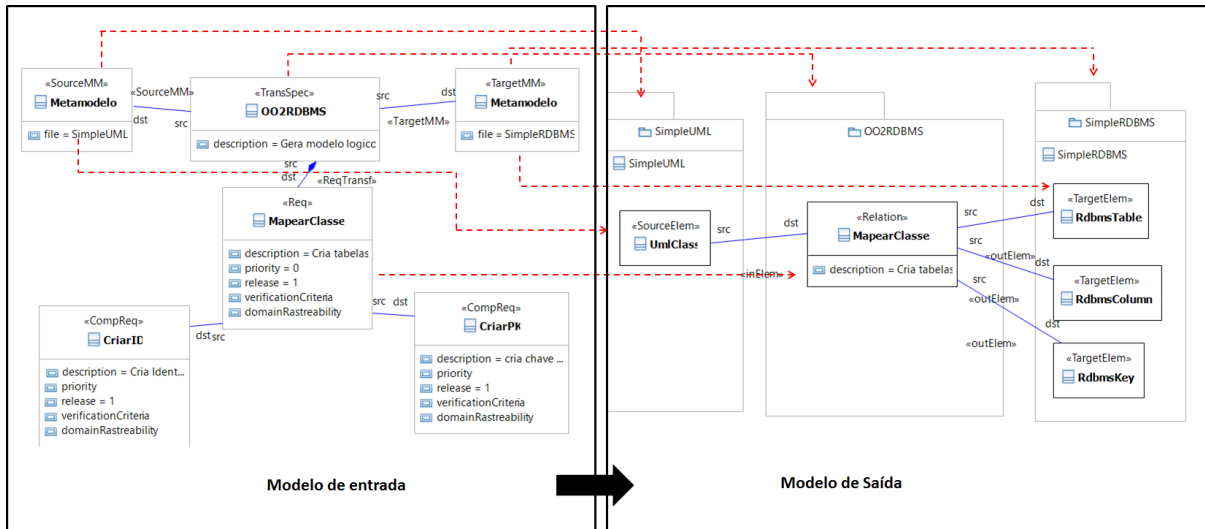 «SourceMM»
Metamodelo
file = SimpleUML
«SourceMM»
dst
src
«TransSpec»
OO2RDBMS
description = Gera modelo logico
src
dst
«TargetMM»
«TargetMM»
Metamodelo
file = SimpleRDBMS
src
dst
«ReqTransf»
«Req»
MapearClasse
description = Cria tabelas
priority = 0
release = 1
verificationCriteria
domainRastreability
src
dst
dst
src
«CompReq»
CriarID
description = Cria Ident...
priority
release = 1
verificationCriteria
domainRastreability
«CompReq»
CriarPK
description = cria chave ...
priority
release = 1
verificationCriteria
domainRastreability
Modelo de entrada
SimpleUML
SimpleUML
«SourceElem»
UmlClass
src
dst
«inElem»
OO2RDBMS
«Relation»
MapearClasse
description = Cria tabelas
src
dst
src
«outElem»
dst
src
«outElem»
dst
«outElem»
SimpleRDBMS
SimpleRDBMS
«TargetElem»
RdbmsTable
«TargetElem»
RdbmsColumn
«TargetElem»
RdbmsKey
Modelo de Saída